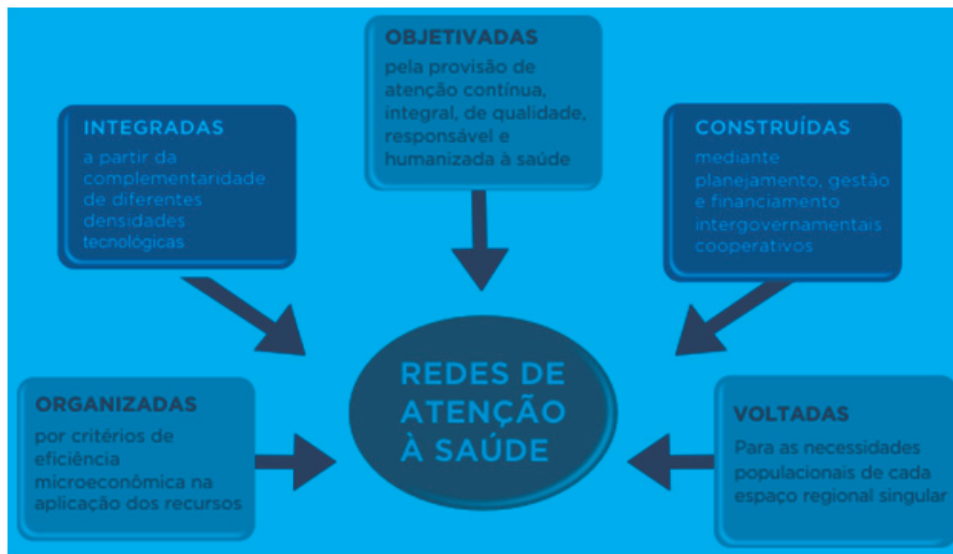 OBJETIVADAS
pela provisão de
atenção contínua,
integral, de qualidade,
responsável e
humanizada à saúde
INTEGRADAS
a partir da
complementaridade
de diferentes
densidades
tecnológicas
CONSTRUÍDAS
mediante
planejamento, gestão
e financiamento
intergovernamentais
cooperativos
REDES DE
ATENÇÃO
À SAÚDE
ORGANIZADAS
por critérios de
eficiência
microeconômica na
aplicação dos recursos
VOLTADAS
Para as necessidades
populacionais de cada
espaço regional singular